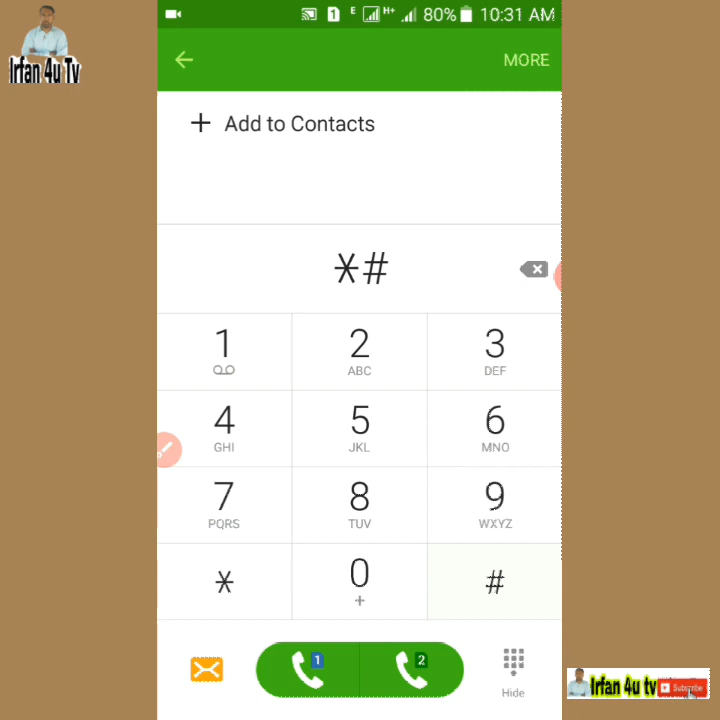 Irfan 4u Tv
1 E H+ 80% 10:31 AM
MORE
+ Add to Contacts
*#
1
2 ABC
3 DEF
4 GHI
5 JKL
6 MNO
7 PQRS
8 TUV
9 WXYZ
*
0 +
#
1
2
Hide
Irfan 4u tv Subscribe